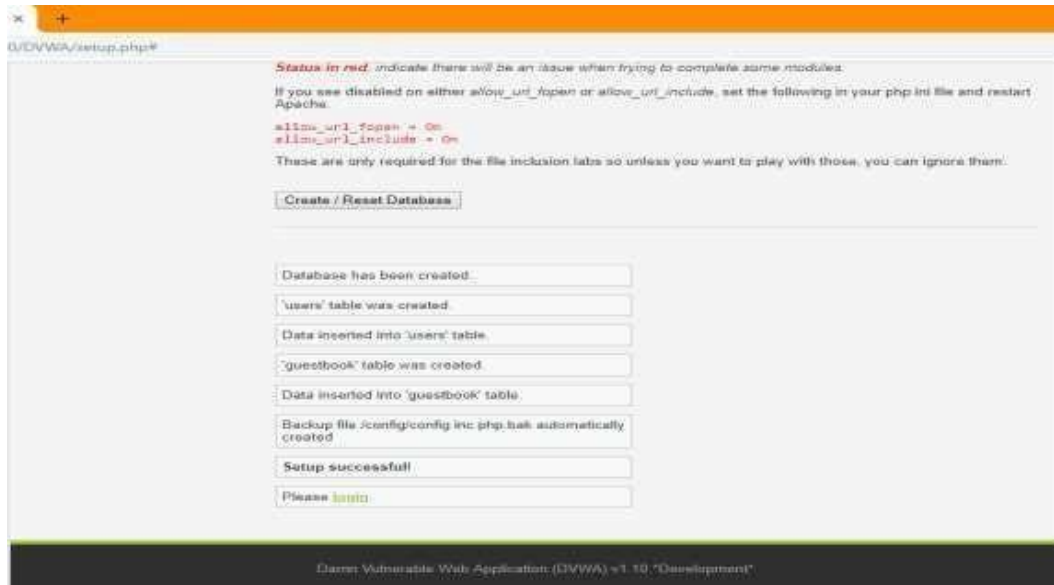 /DVWA/setup.php#
Status in red, indicate there will be an issue when trying to complete some modules.
If you see disabled on either allow_url_fopen or allow_url_include, set the following in your php.ini file and restart
Apache.
allow_url_fopen = On
allow_url_include = On
These are only required for the file inclusion labs so unless you want to play with those, you can ignore them.
Create / Reset Database
Database has been created.
'users' table was created.
Data inserted into 'users' table.
'guestbook' table was created.
Data inserted into 'guestbook' table.
Backup file /config/config.inc.php.bak automatically
created
Setup successful!
Please login.
Damn Vulnerable Web Application (DVWA) v1.10 *Development*